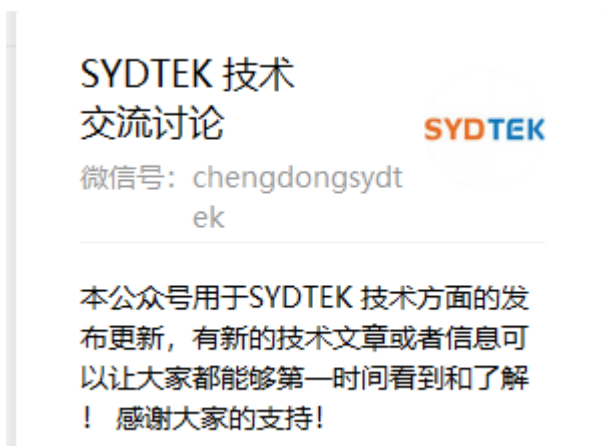 SYDTEK 技术
交流讨论
SYDTEK
微信号：chengdongsydt
ek
本公众号用于SYDTEK 技术方面的发
布更新，有新的技术文章或者信息可
以让大家都能够第一时间看到和了解
！ 感谢大家的支持！